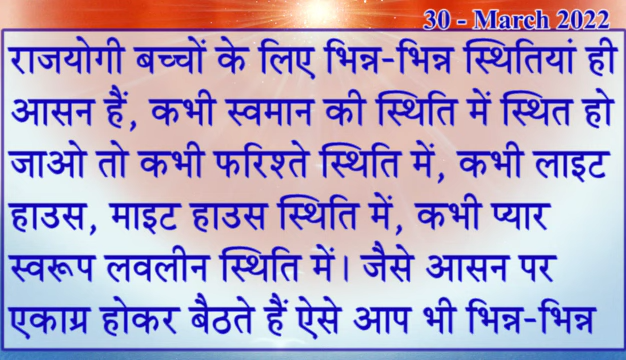 30 - March 2022
राजयोगी बच्चों के लिए भिन्न-भिन्न स्थितियां ही
आसन हैं, कभी स्वमान की स्थिति में स्थित हो
जाओ तो कभी फरिश्ते स्थिति में, कभी लाइट
हाउस, माइट हाउस स्थिति में, कभी प्यार
स्वरूप लवलीन स्थिति में। जैसे आसन पर
एकाग्र होकर बैठते हैं ऐसे आप भी भिन्न-भिन्न